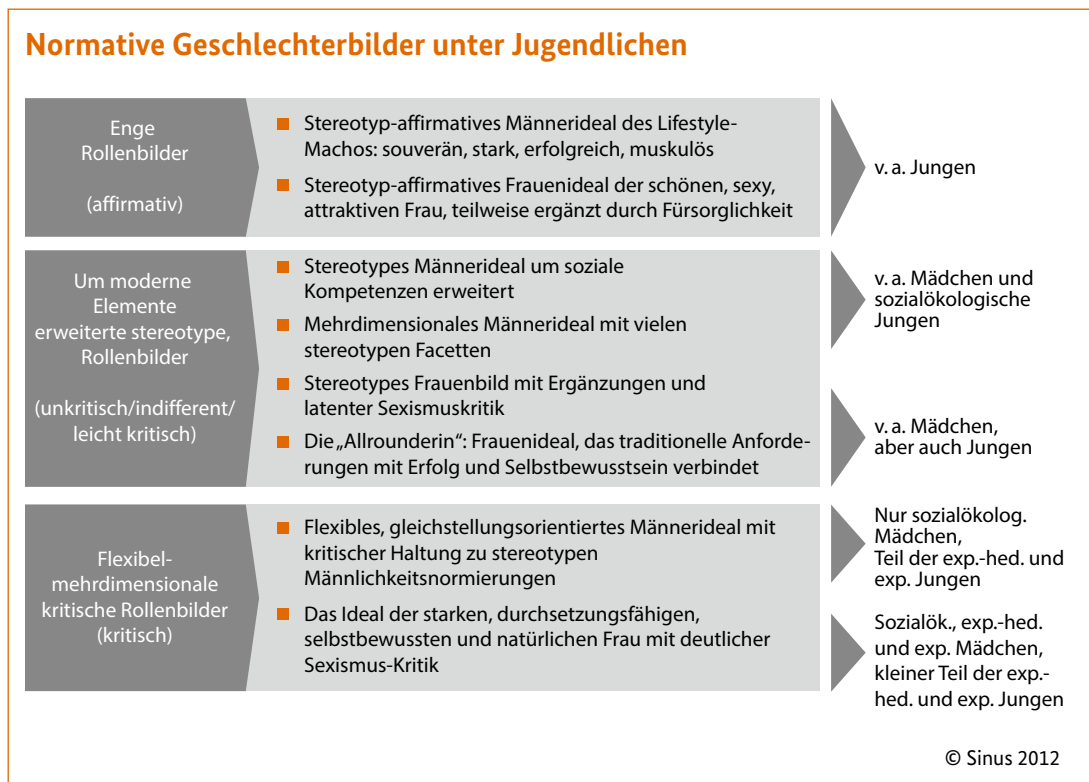 Normative Geschlechterbilder unter Jugendlichen
Enge
Rollenbilder
(affirmativ)
■ Stereotyp-affirmatives Männerideal des Lifestyle-
Machos: souverän, stark, erfolgreich, muskulös
■ Stereotyp-affirmatives Frauenideal der schönen, sexy,
attraktiven Frau, teilweise ergänzt durch Fürsorglichkeit
v. a. Jungen
Um moderne
Elemente
erweiterte stereotype,
Rollenbilder
(unkritisch/indifferent/
leicht kritisch)
■ Stereotypes Männerideal um soziale
Kompetenzen erweitert
■ Mehrdimensionales Männerideal mit vielen
stereotypen Facetten
■ Stereotypes Frauenbild mit Ergänzungen und
latenter Sexismuskritik
■ Die „Allrounderin“: Frauenideal, das traditionelle Anforde-
rungen mit Erfolg und Selbstbewusstsein verbindet
v. a. Mädchen und
sozialökologische
Jungen
v. a. Mädchen,
aber auch Jungen
Flexibel-
mehrdimensionale
kritische Rollenbilder
(kritisch)
■ Flexibles, gleichstellungsorientiertes Männerideal mit
kritischer Haltung zu stereotypen
Männlichkeitsnormierungen
■ Das Ideal der starken, durchsetzungsfähigen,
selbstbewussten und natürlichen Frau mit deutlicher
Sexismus-Kritik
Nur sozialökolog.
Mädchen,
Teil der exp.-hed. und
exp. Jungen
Sozialök., exp.-hed.
und exp. Mädchen,
kleiner Teil der exp.-
hed. und exp. Jungen
© Sinus 2012